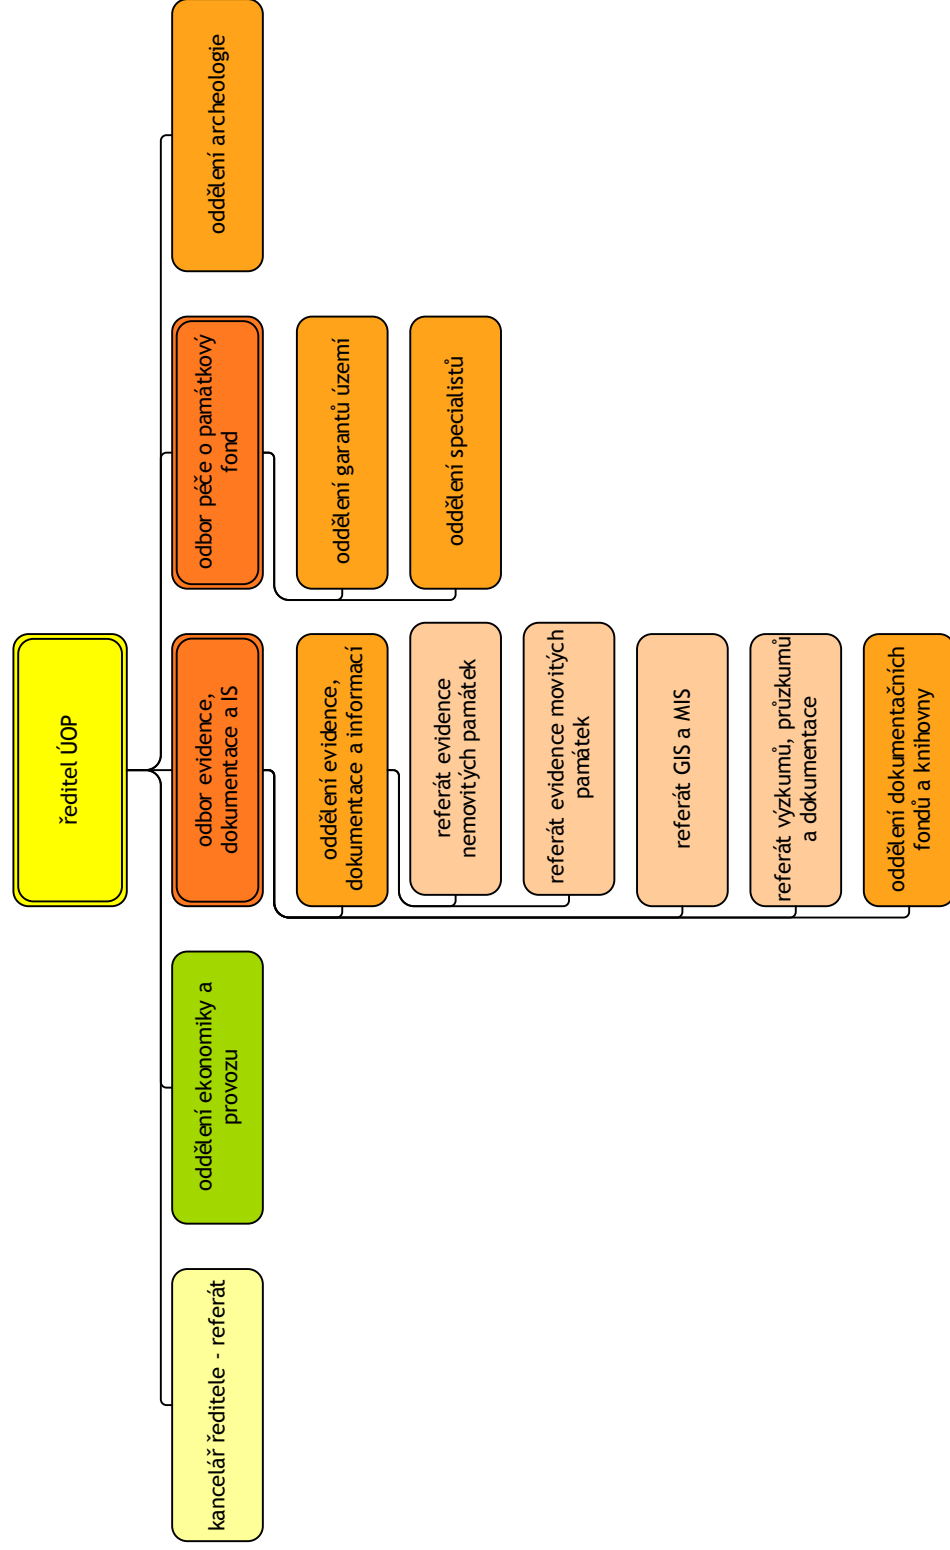 ředitel ÚOP
kancelář ředitele - referát
oddělení ekonomiky a
provozu
odbor evidence,
dokumentace a IS
oddělení evidence,
dokumentace a informací
referát evidence
nemovitých památek
referát evidence movitých
památek
referát GIS a MIS
referát výzkumů, průzkumů
a dokumentace
oddělení dokumentačních
fondů a knihovny
odbor péče o památkový
fond
oddělení garantů území
oddělení specialistů
oddělení archeologie